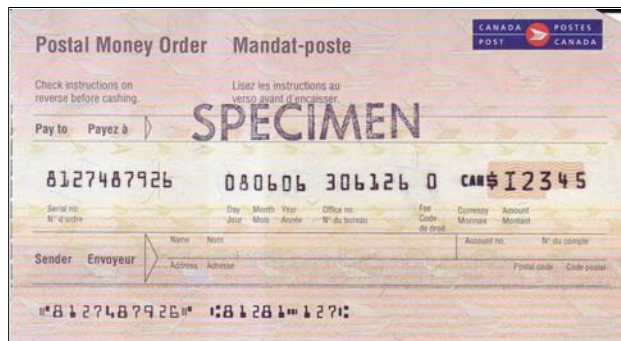 CANADA POSTES
POST CANADA
Postal Money Order Mandat-poste
Check instructions on Lisez les instructions au
reverse before cashing. verso avant d'encaisser.
SPECIMEN
Pay to Payez à
8127487926 080606 306126 0 CAN$ 12345
Serial no. Day Month Year Office no. Fee Currency Amount
N° d'ordre Jour Mois Année N° du bureau Code Monnaie Montant
de droit
Name Nom Account no. N° du compte
Sender Envoyeur
Address Adresse Postal code Code postal
⑈8127487926⑈ ⑆81281⑉127⑆